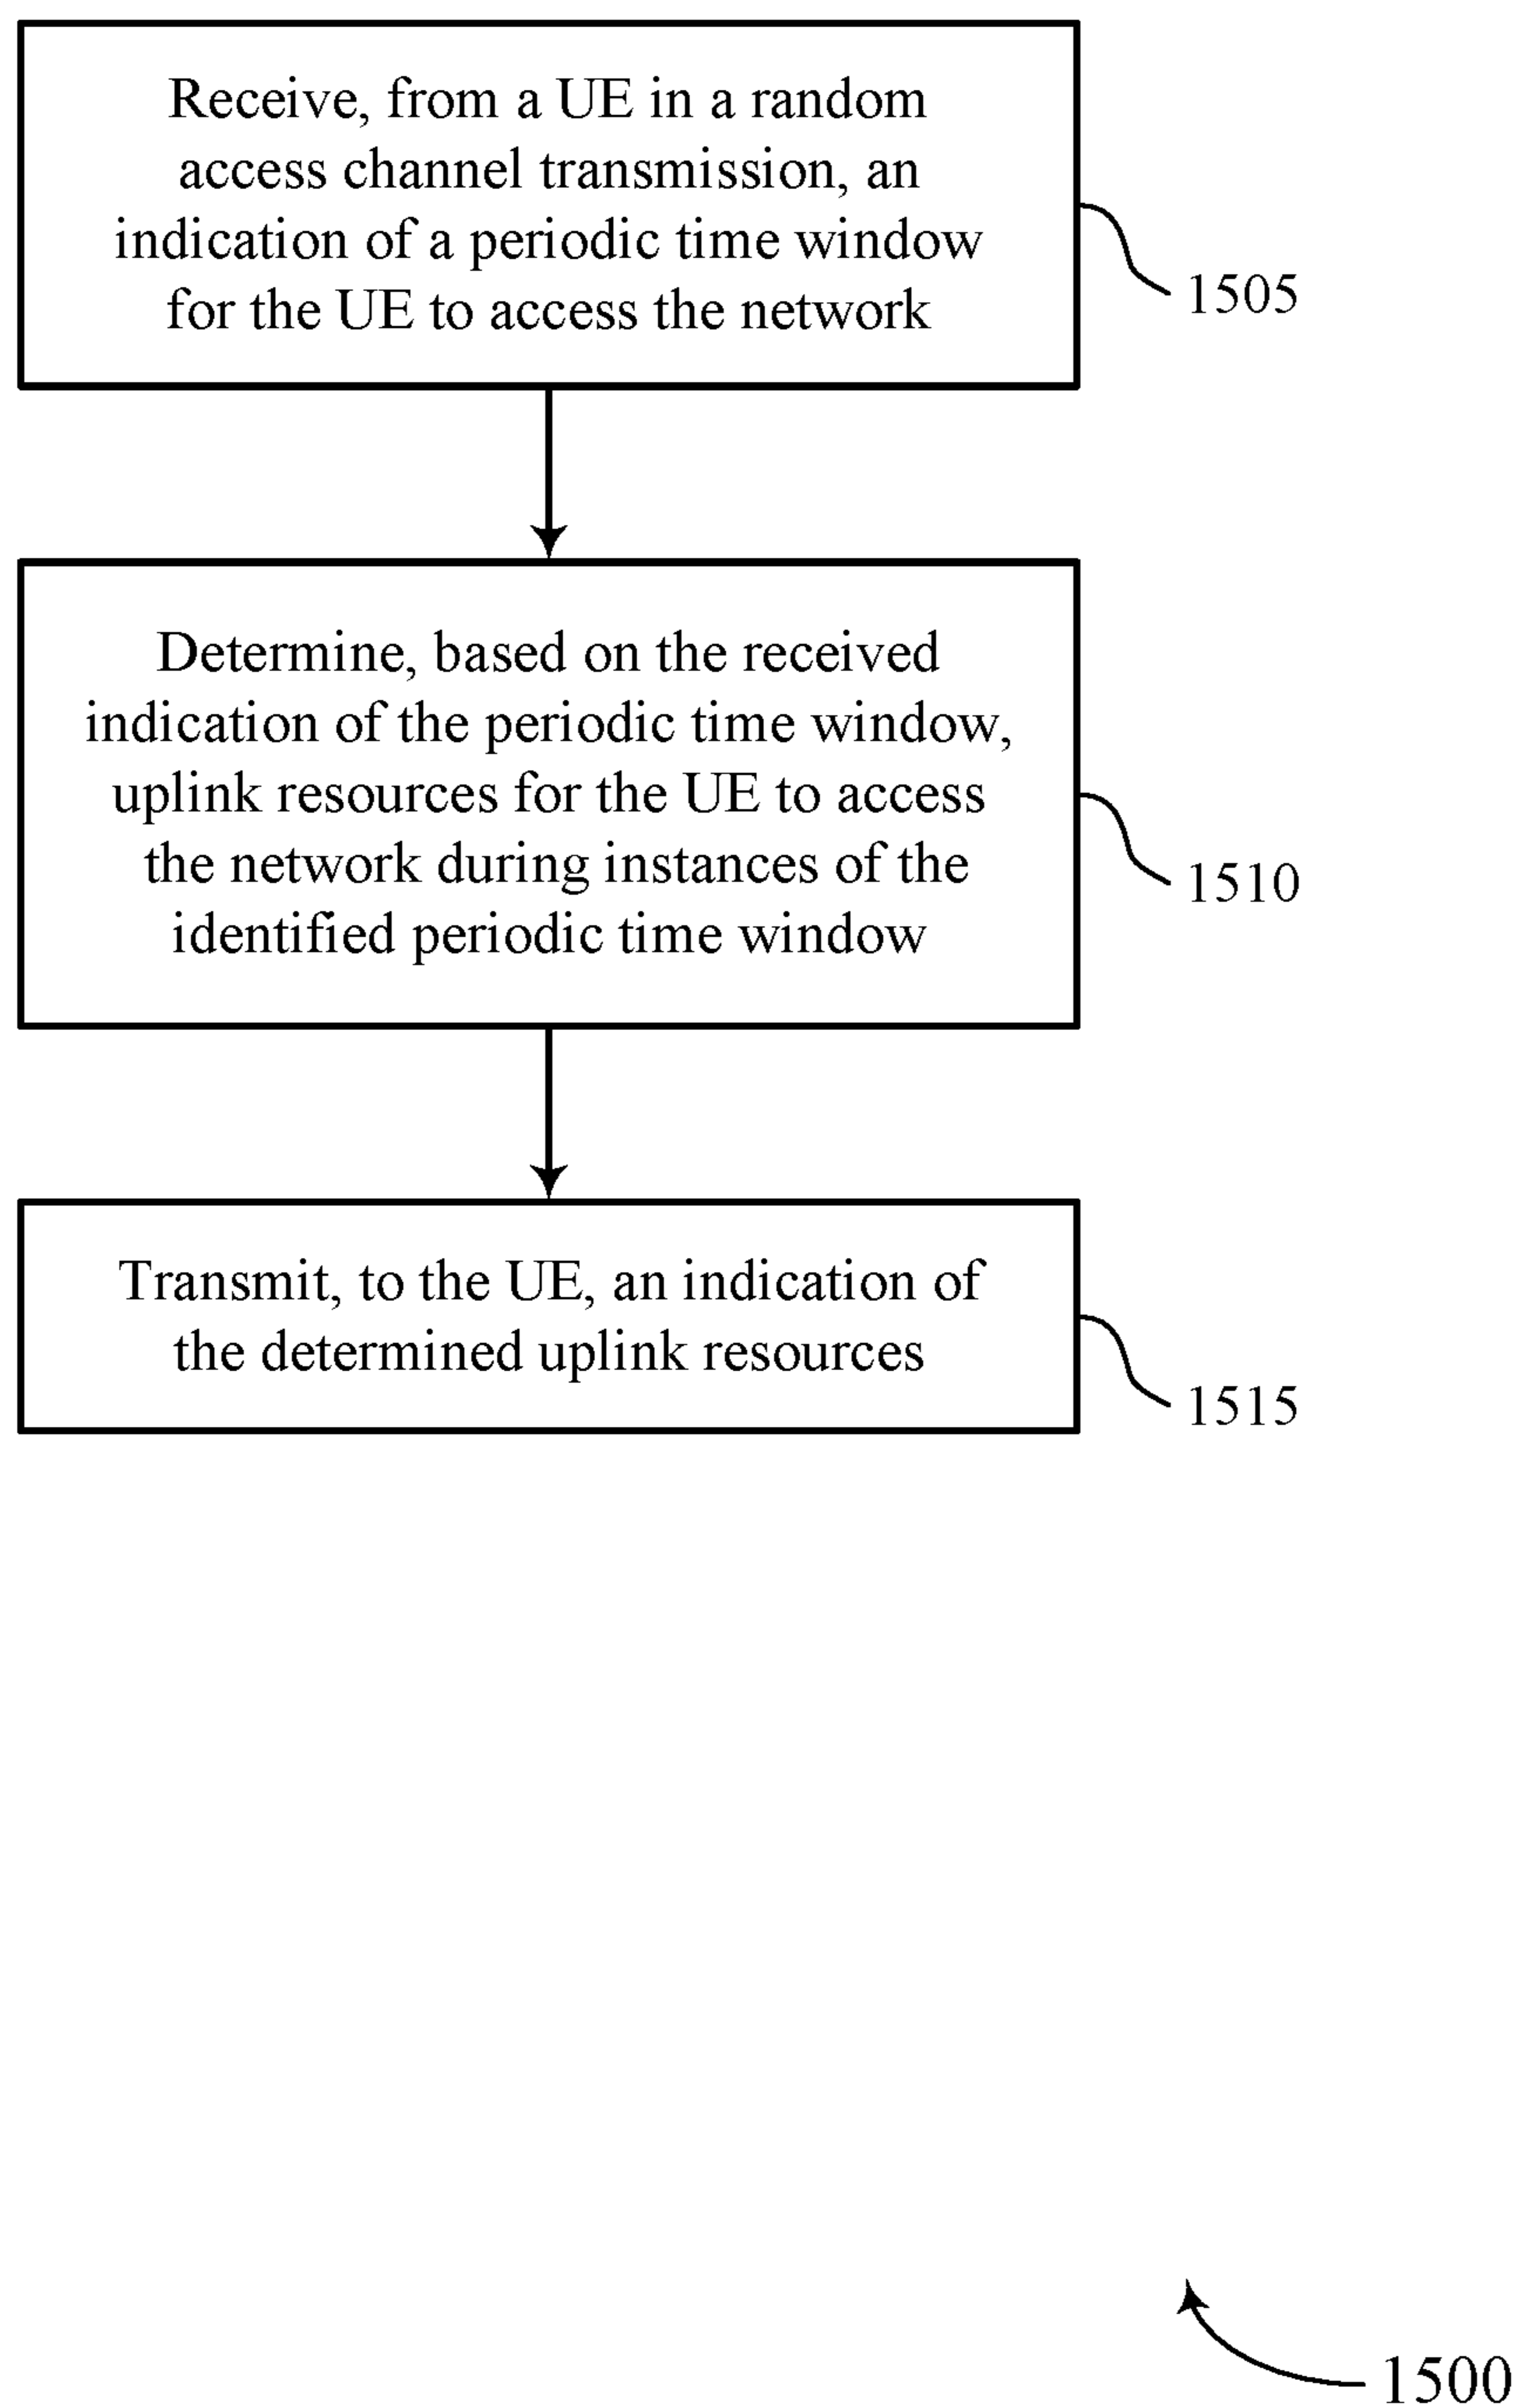 Receive, from a UE in a random
access channel transmission, an
indication of a periodic time window
for the UE to access the network
1505
Determine, based on the received
indication of the periodic time window,
uplink resources for the UE to access
the network during instances of the
identified periodic time window
1510
Transmit, to the UE, an indication of
the determined uplink resources
1515
1500